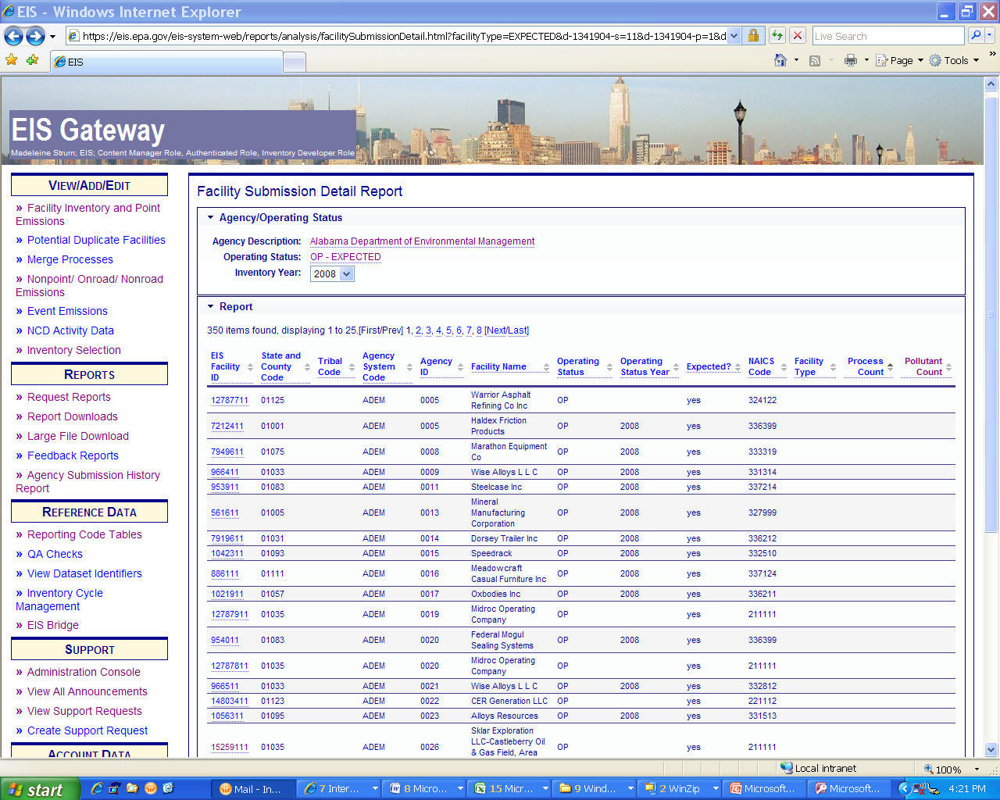 EIS - Windows Internet Explorer
https://eis.epa.gov/eis-system-web/reports/analysis/facilitySubmissionDetail.html?facilityType=EXPECTED&d-1341904-s=11&d-1341904-p=1&d
Live Search
EIS
Page
Tools
EIS Gateway
Madeleine Strum; EIS; Content Manager Role, Authenticated Role, Inventory Developer Role
VIEW/ADD/EDIT
» Facility Inventory and Point
Emissions
» Potential Duplicate Facilities
» Merge Processes
» Nonpoint/ Onroad/ Nonroad
Emissions
» Event Emissions
» NCD Activity Data
» Inventory Selection
REPORTS
» Request Reports
» Report Downloads
» Large File Download
» Feedback Reports
» Agency Submission History
Report
REFERENCE DATA
» Reporting Code Tables
» QA Checks
» View Dataset Identifiers
» Inventory Cycle
Management
» EIS Bridge
SUPPORT
» Administration Console
» View All Announcements
» View Support Requests
» Create Support Request
ACCOUNT DATA
Facility Submission Detail Report
Agency/Operating Status
Agency Description: Alabama Department of Environmental Management
Operating Status: OP - EXPECTED
Inventory Year: 2008
Report
350 items found, displaying 1 to 25.[First/Prev] 1, 2, 3, 4, 5, 6, 7, 8 [Next/Last]
EIS Facility ID State and County Code Tribal Code Agency System Code Agency ID Facility Name Operating Status Operating Status Year Expected? NAICS Code Facility Type Process Count Pollutant Count
12787711 01125 ADEM 0005 Warrior Asphalt Refining Co Inc OP yes 324122
7212411 01001 ADEM 0005 Haldex Friction Products OP 2008 yes 336399
7949611 01075 ADEM 0008 Marathon Equipment Co OP 2008 yes 333319
966411 01033 ADEM 0009 Wise Alloys L L C OP 2008 yes 331314
953911 01083 ADEM 0011 Steelcase Inc OP 2008 yes 337214
561611 01005 ADEM 0013 Mineral Manufacturing Corporation OP 2008 yes 327999
7919611 01031 ADEM 0014 Dorsey Trailer Inc OP 2008 yes 336212
1042311 01093 ADEM 0015 Speedrack OP 2008 yes 332510
886111 01111 ADEM 0016 Meadowcraft Casual Furniture Inc OP 2008 yes 337124
1021911 01057 ADEM 0017 Oxbodies Inc OP 2008 yes 336211
12787911 01035 ADEM 0019 Midroc Operating Company OP yes 211111
954011 01083 ADEM 0020 Federal Mogul Sealing Systems OP 2008 yes 336399
12787811 01035 ADEM 0020 Midroc Operating Company OP yes 211111
966511 01033 ADEM 0021 Wise Alloys L L C OP 2008 yes 332812
14803411 01123 ADEM 0022 CER Generation LLC OP yes 221112
1056311 01095 ADEM 0023 Alloys Resources OP 2008 yes 331513
15259111 01035 ADEM 0026 Sklar Exploration LLC-Castleberry Oil & Gas Field, Area OP yes 211111
Local intranet
100%
start
Mail - In...
7 Inter...
8 Micro...
15 Micr...
9 Wind...
2 WinZip
Microsoft...
Microsoft...
4:21 PM